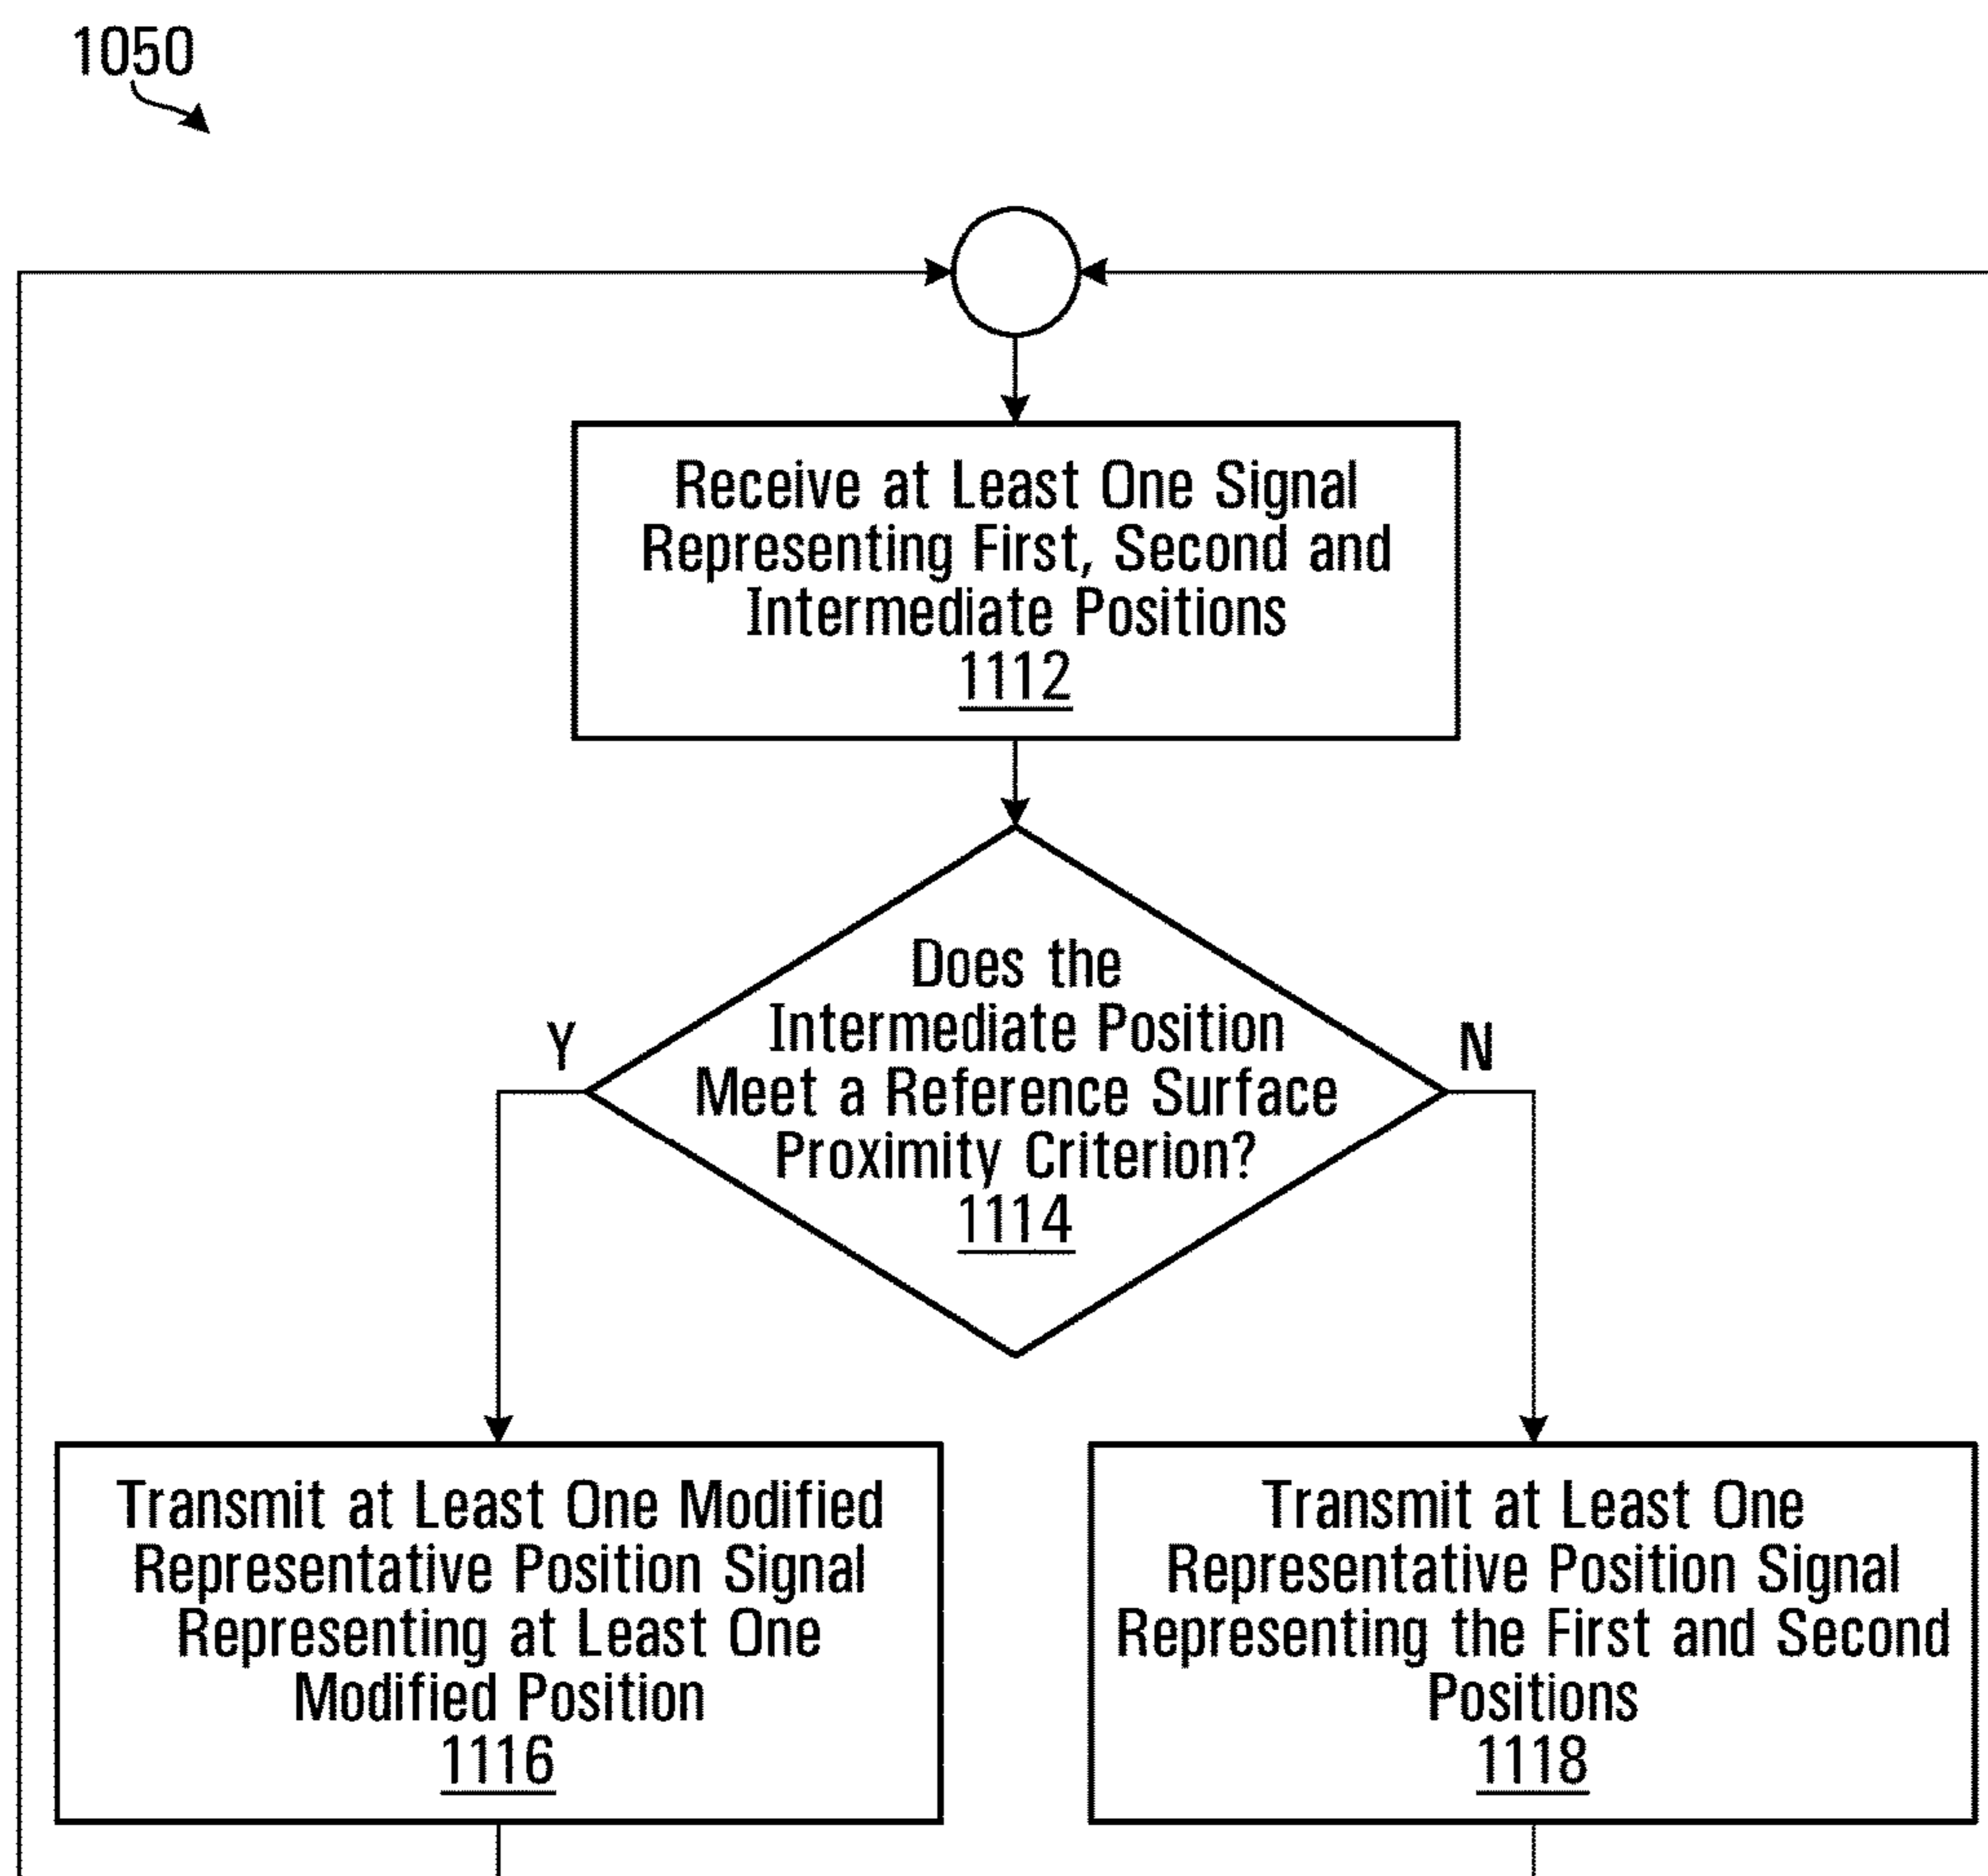 1050
Receive at Least One Signal
Representing First, Second and
Intermediate Positions
1112
Does the
Intermediate Position
Meet a Reference Surface
Proximity Criterion?
1114
Y
N
Transmit at Least One Modified
Representative Position Signal
Representing at Least One
Modified Position
1116
Transmit at Least One
Representative Position Signal
Representing the First and Second
Positions
1118